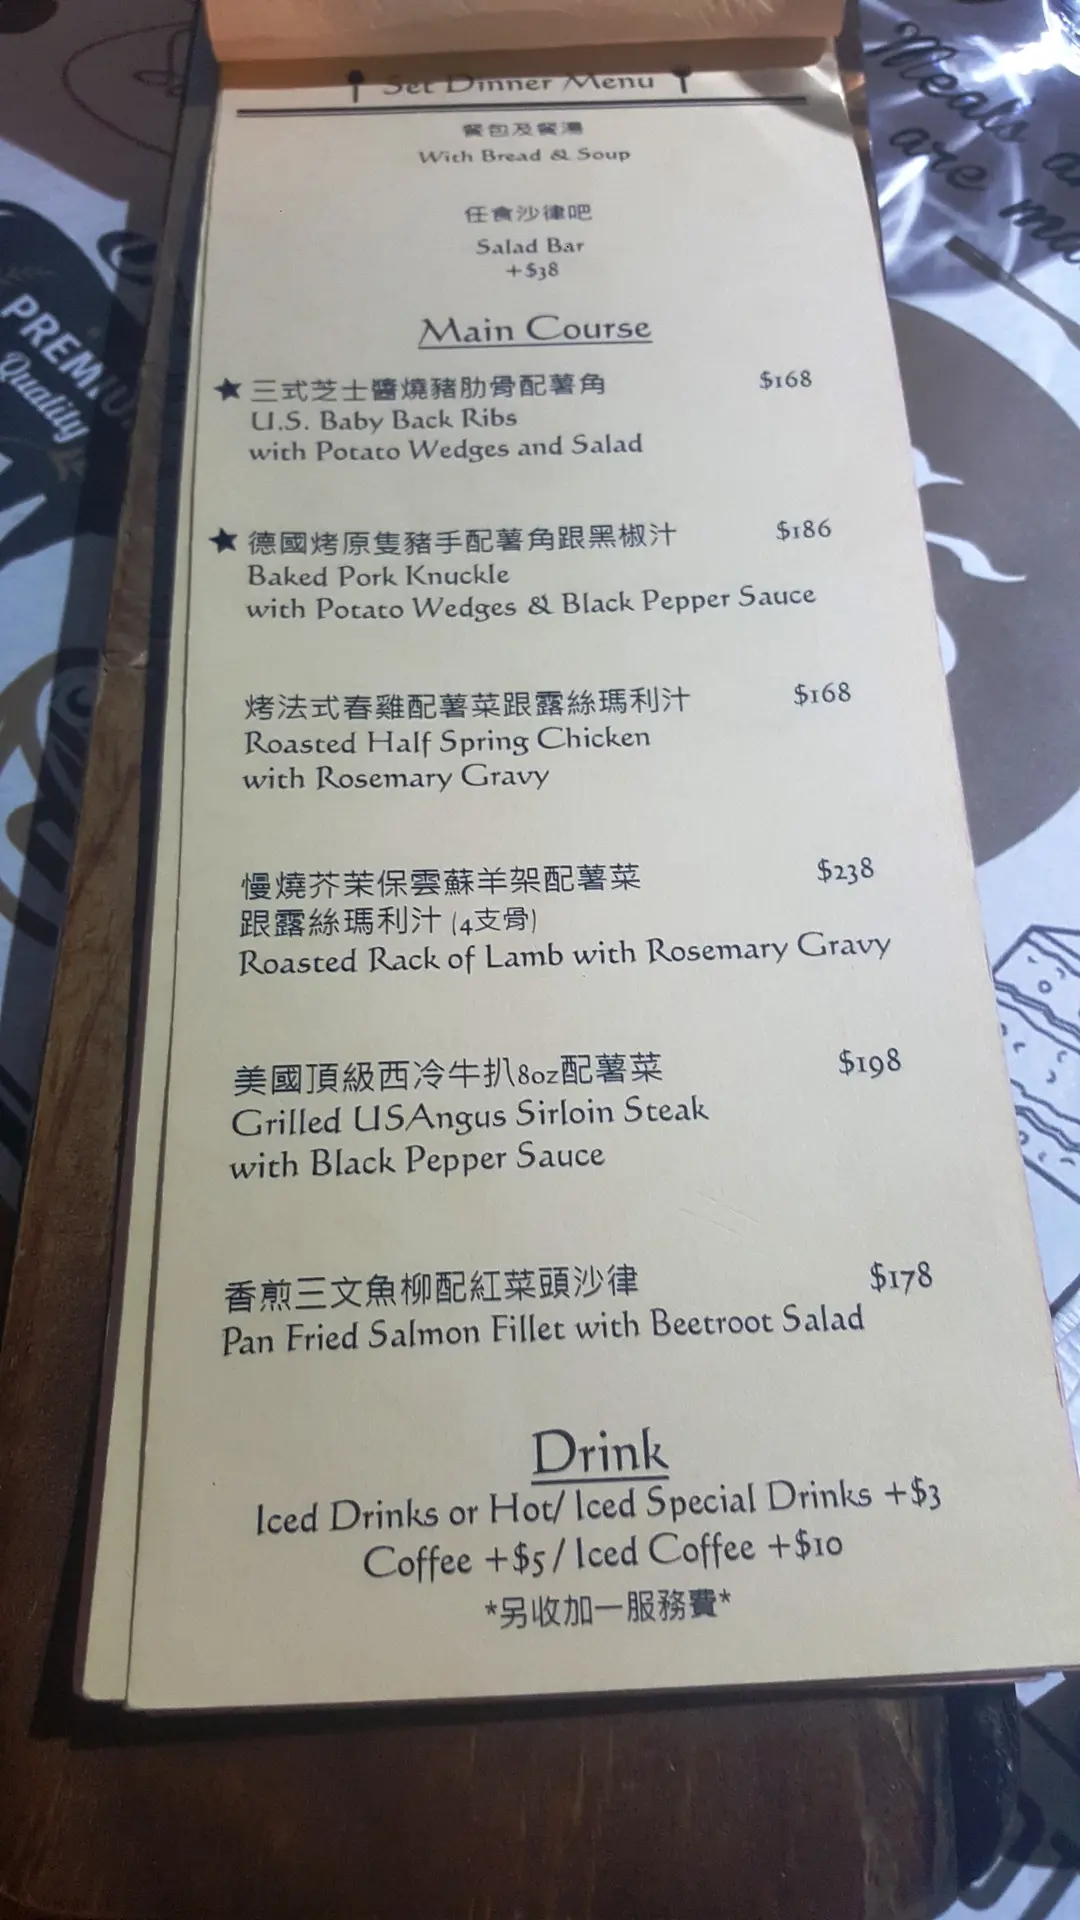 Set Dinner Menu
餐包及餐湯
With Bread & Soup
任食沙律吧
Salad Bar
+$38
Main Course
★ 三式芝士醬燒豬肋骨配薯角 $168
U.S. Baby Back Ribs
with Potato Wedges and Salad
★ 德國烤原隻豬手配薯角跟黑椒汁 $186
Baked Pork Knuckle
with Potato Wedges & Black Pepper Sauce
烤法式春雞配薯菜跟露絲瑪利汁 $168
Roasted Half Spring Chicken
with Rosemary Gravy
慢燒芥茉保雲蘇羊架配薯菜 $238
跟露絲瑪利汁 (4支骨)
Roasted Rack of Lamb with Rosemary Gravy
美國頂級西冷牛扒8oz配薯菜 $198
Grilled USAngus Sirloin Steak
with Black Pepper Sauce
香煎三文魚柳配紅菜頭沙律 $178
Pan Fried Salmon Fillet with Beetroot Salad
Drink
Iced Drinks or Hot/ Iced Special Drinks +$3
Coffee +$5/ Iced Coffee +$10
*另收加一服務費*
PREMIU
Quality
Meals
are